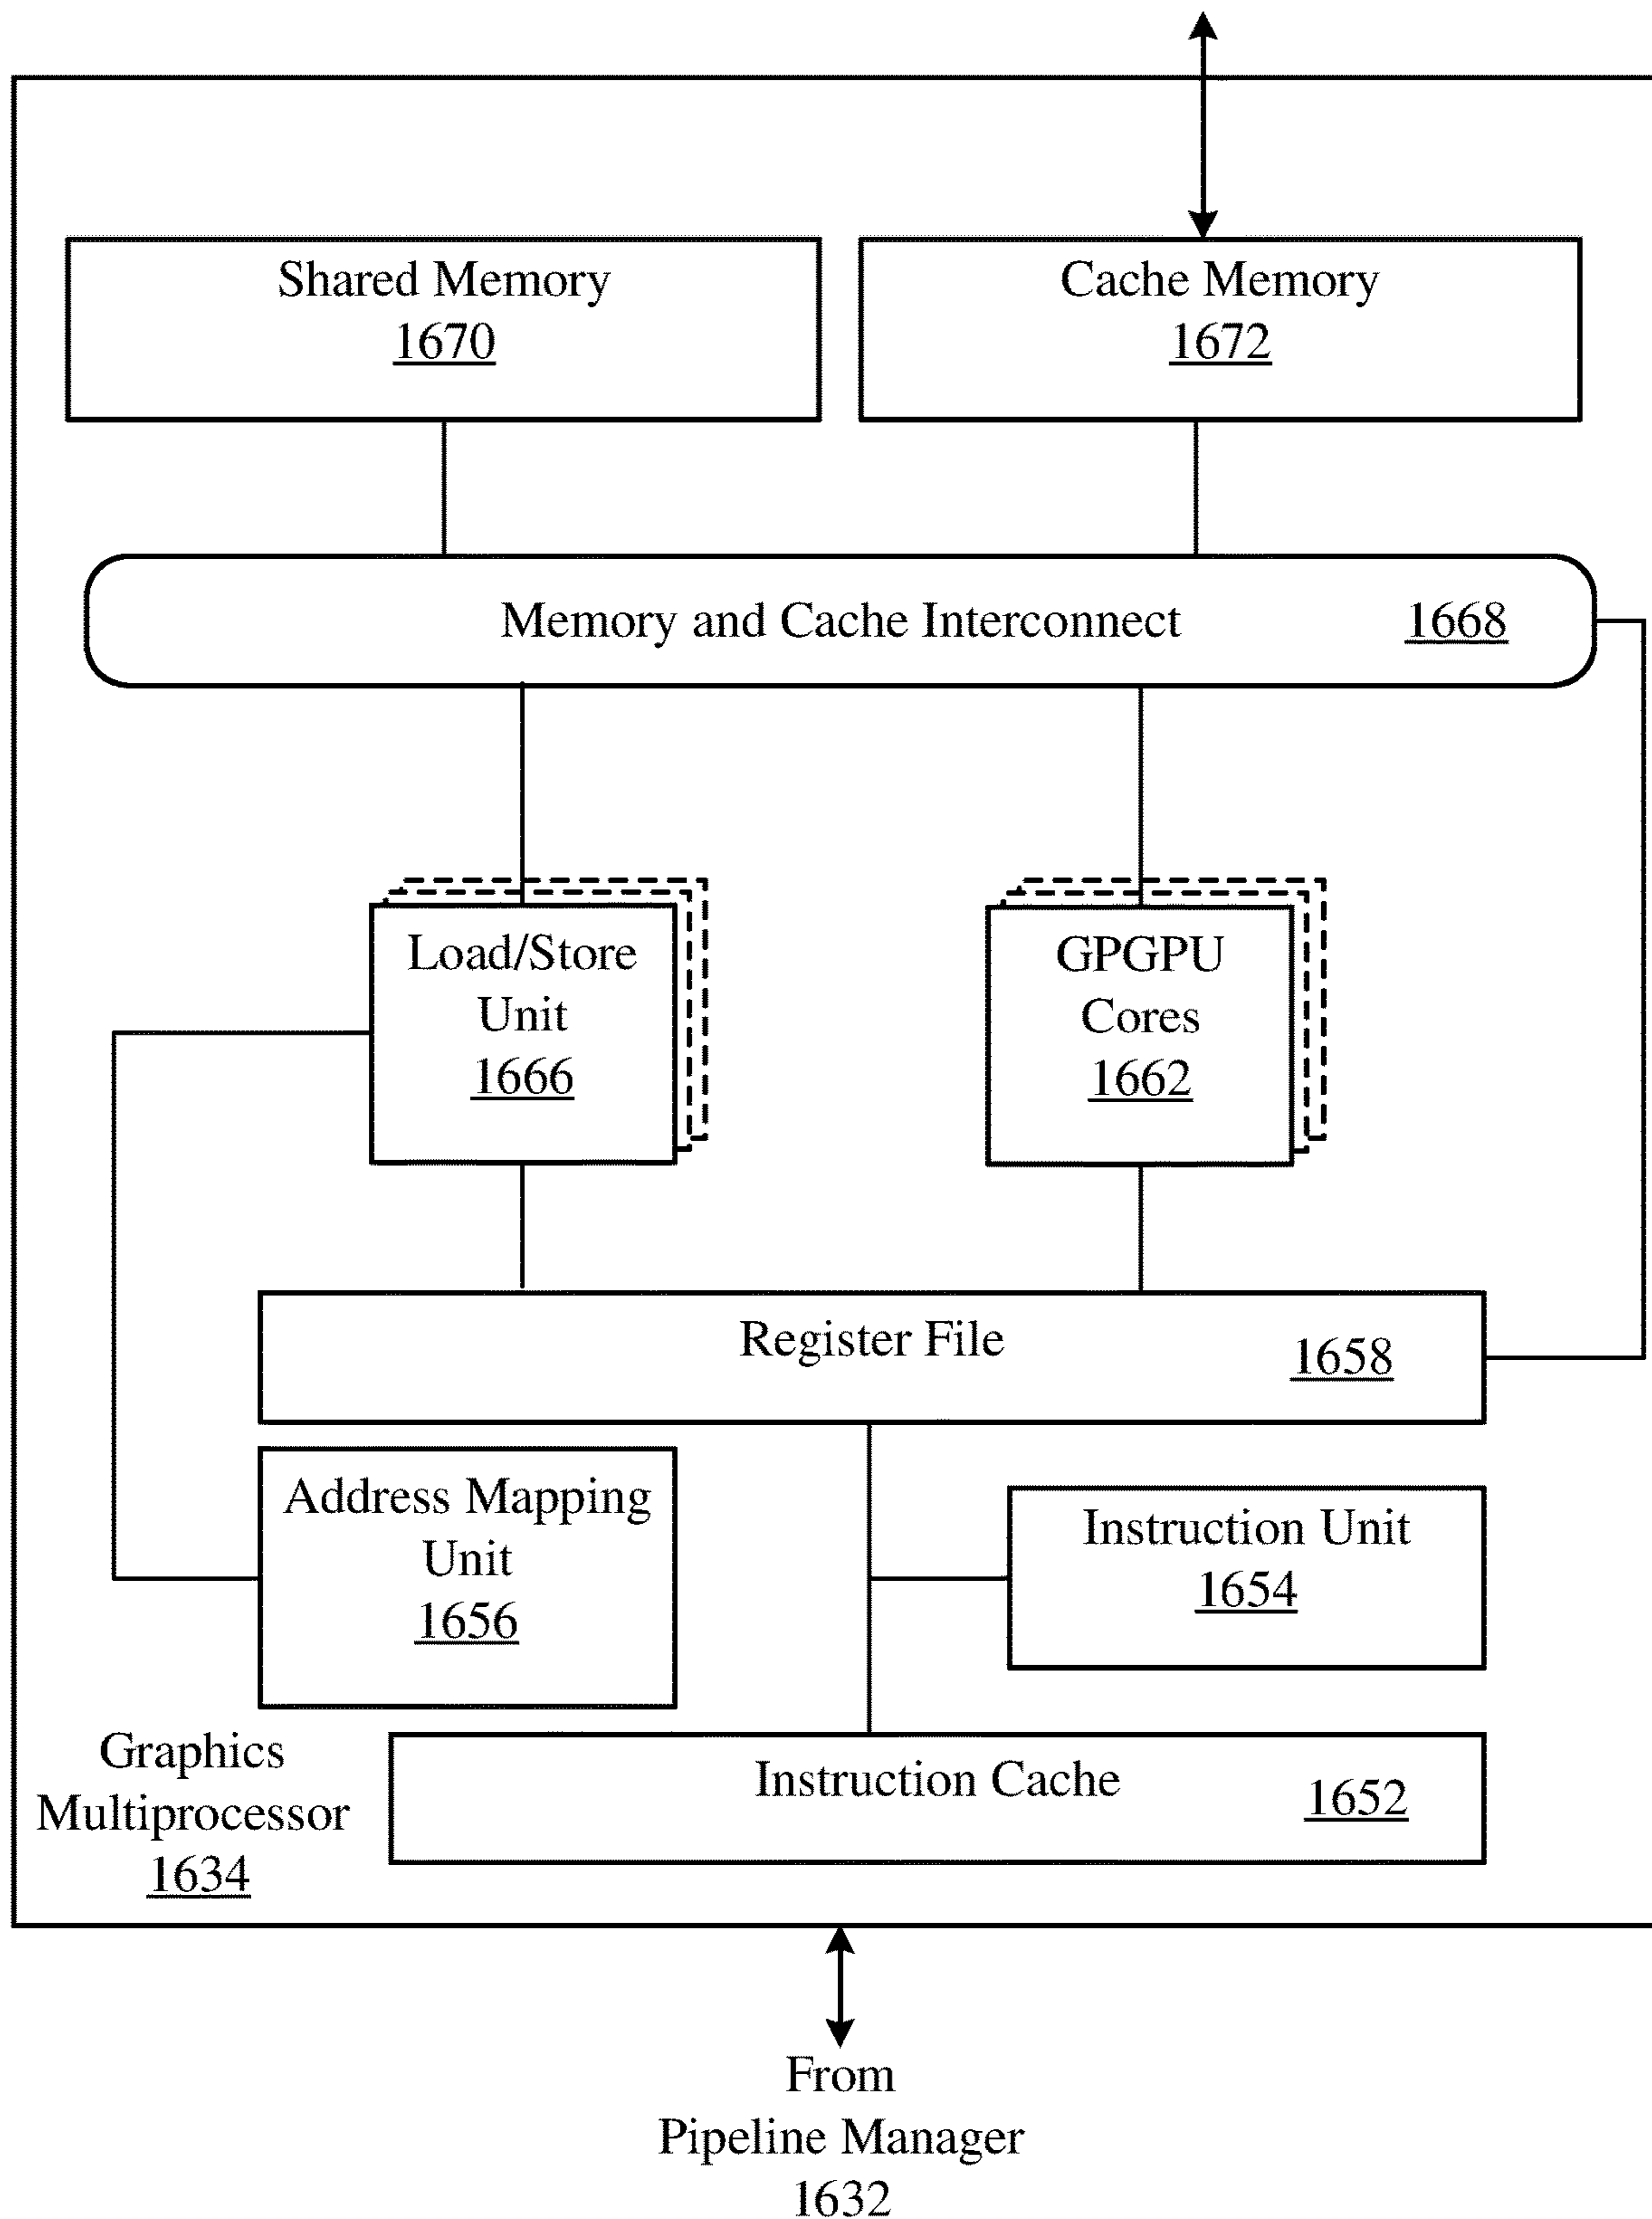 Shared Memory
1670
Cache Memory
1672
Memory and Cache Interconnect 1668
Load/Store
Unit
1666
GPGPU
Cores
1662
Register File 1658
Address Mapping
Unit
1656
Instruction Unit
1654
Graphics
Multiprocessor
1634
Instruction Cache 1652
From
Pipeline Manager
1632